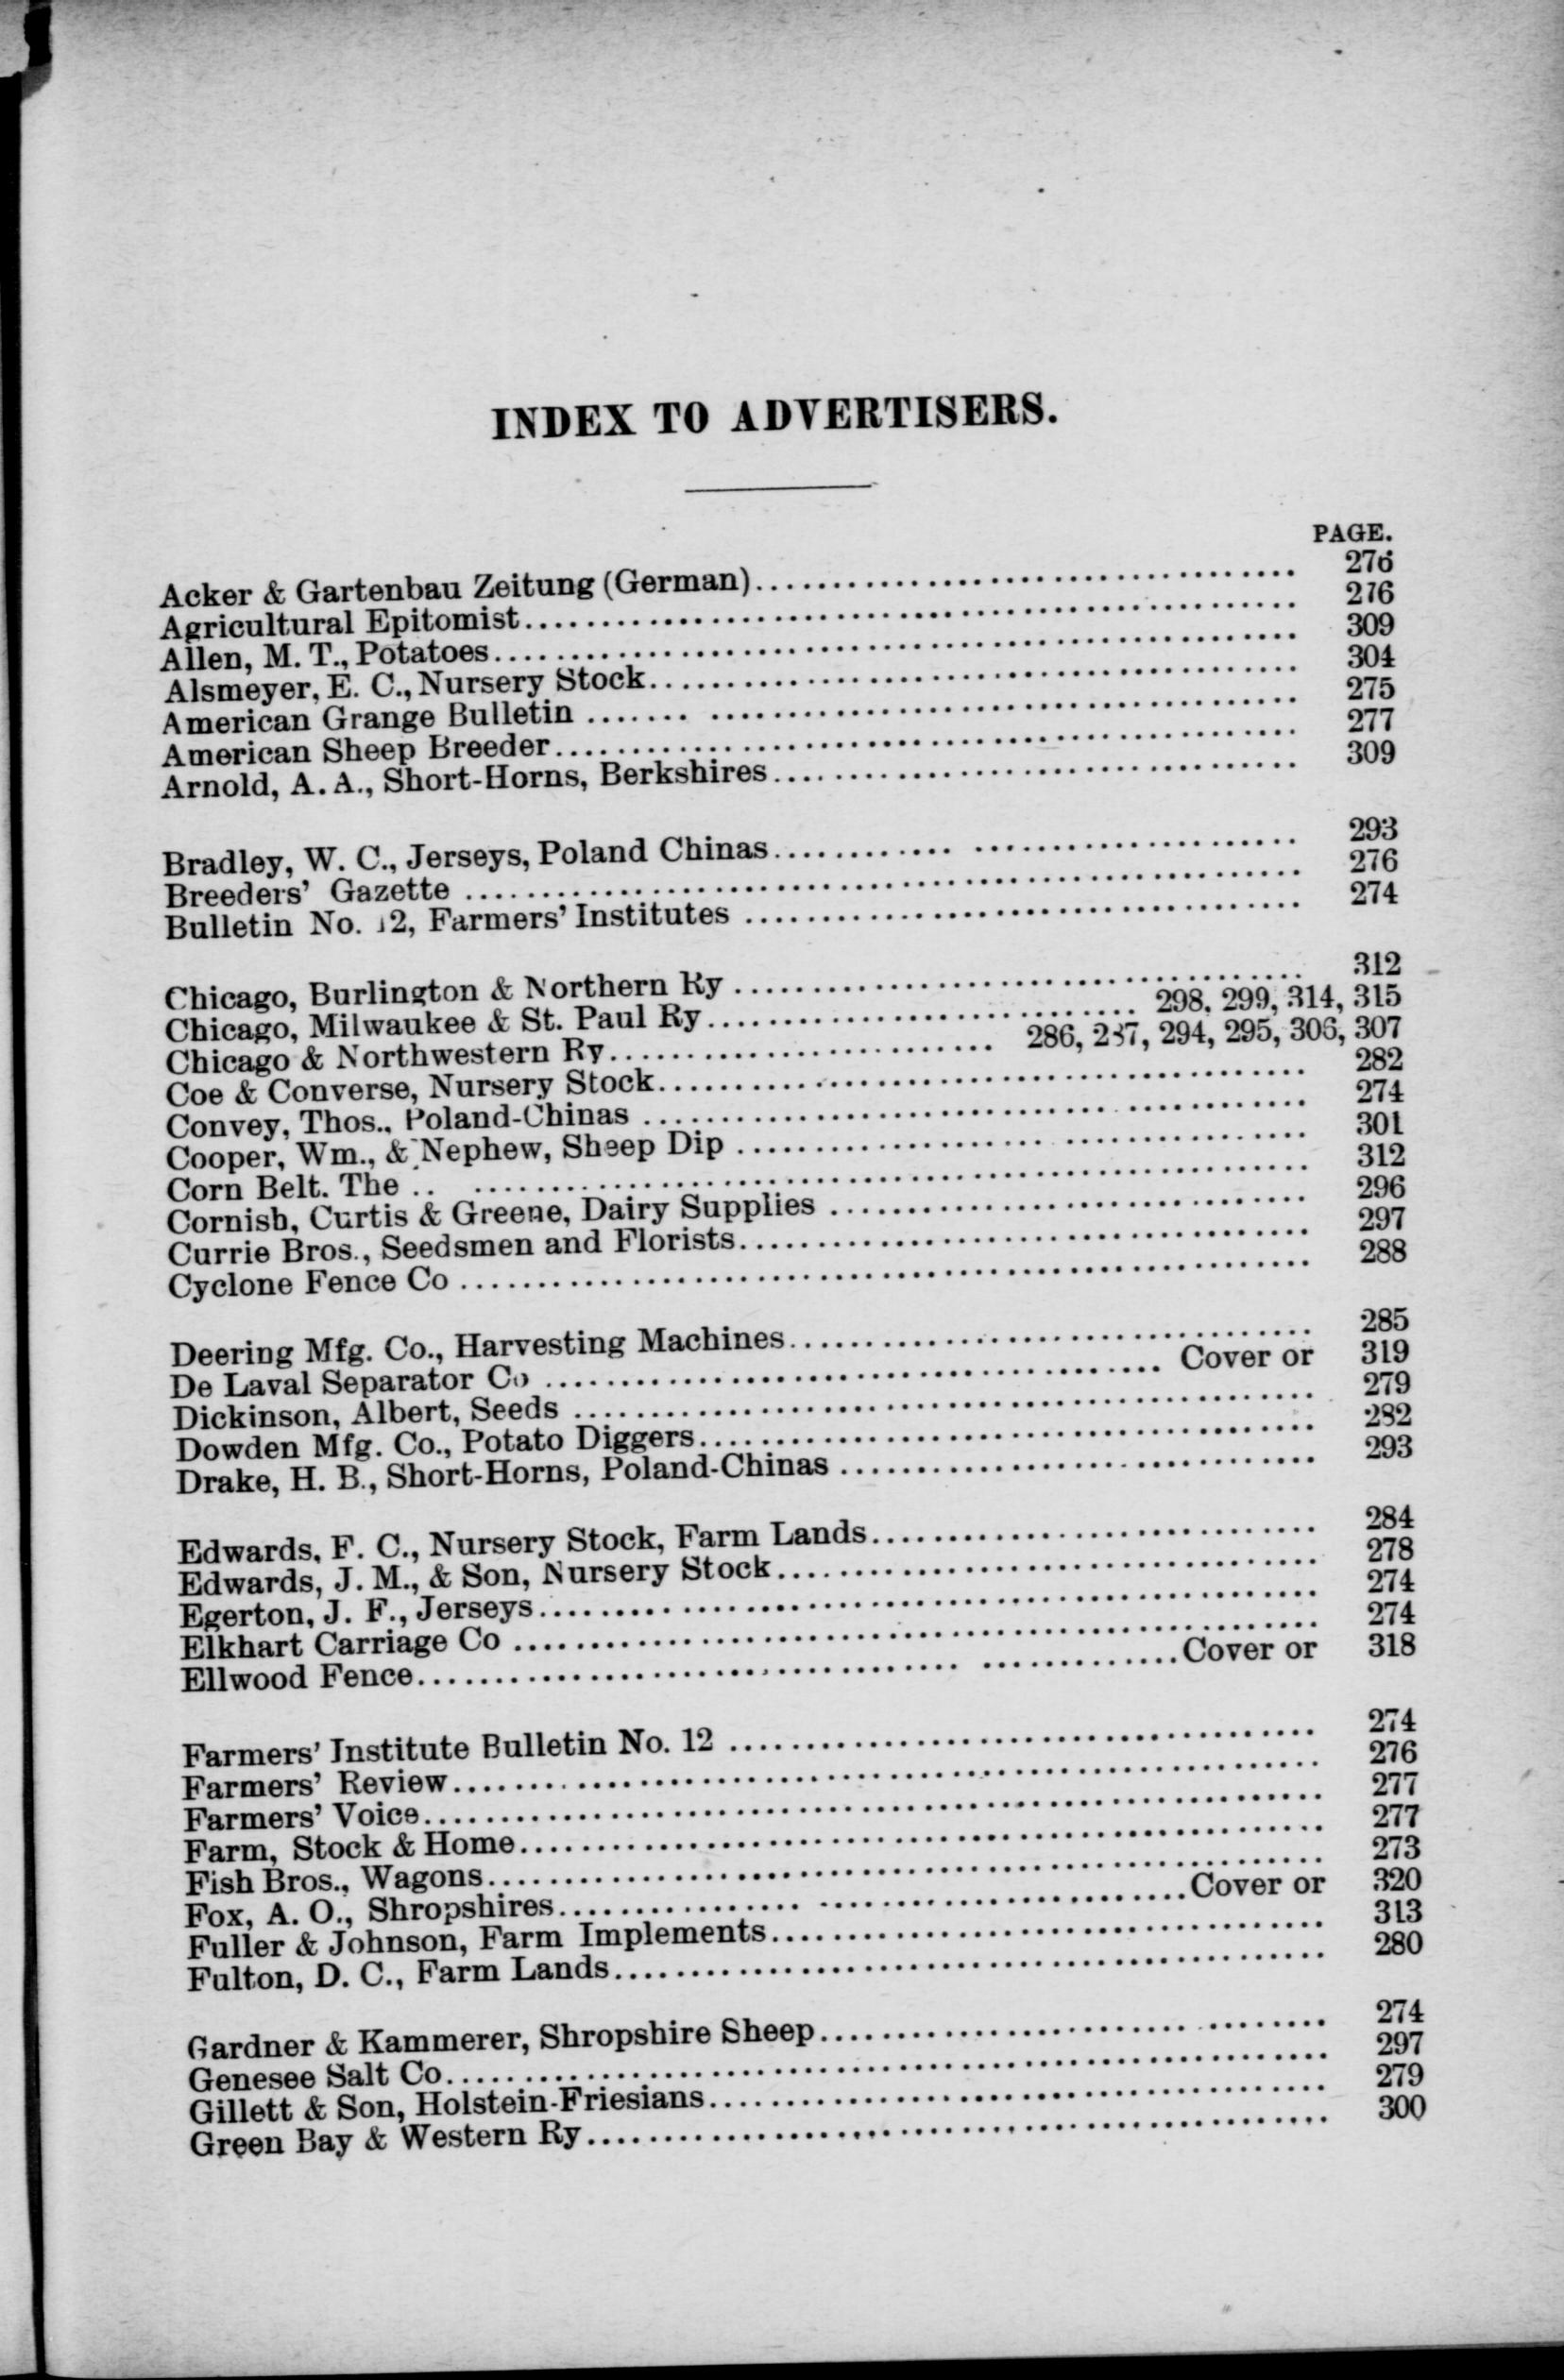 INDEX TO ADVERTISERS.
PAGE.
Acker & Gartenbau Zeitung (German) 276
Agricultural Epitomist 276
Allen, M. T., Potatoes 309
Alsmeyer, E. C., Nursery Stock 304
American Grange Bulletin 275
American Sheep Breeder 277
Arnold, A. A., Short-Horns, Berkshires 309
Bradley, W. C., Jerseys, Poland Chinas 293
Breeders' Gazette 276
Bulletin No. 12, Farmers' Institutes 274
Chicago, Burlington & Northern Ry 312
Chicago, Milwaukee & St. Paul Ry 298, 299, 314, 315
Chicago & Northwestern Ry 286, 287, 294, 295, 306, 307
Coe & Converse, Nursery Stock 282
Convey, Thos., Poland-Chinas 274
Cooper, Wm., & Nephew, Sheep Dip 301
Corn Belt. The 312
Cornish, Curtis & Greene, Dairy Supplies 296
Currie Bros., Seedsmen and Florists 297
Cyclone Fence Co 288
Deering Mfg. Co., Harvesting Machines 285
De Laval Separator Co Cover or 319
Dickinson, Albert, Seeds 279
Dowden Mfg. Co., Potato Diggers 282
Drake, H. B., Short-Horns, Poland-Chinas 293
Edwards, F. C., Nursery Stock, Farm Lands 284
Edwards, J. M., & Son, Nursery Stock 278
Egerton, J. F., Jerseys 274
Elkhart Carriage Co 274
Ellwood Fence Cover or 318
Farmers' Institute Bulletin No. 12 274
Farmers' Review 276
Farmers' Voice 277
Farm, Stock & Home 277
Fish Bros., Wagons 273
Fox, A. O., Shropshires Cover or 320
Fuller & Johnson, Farm Implements 313
Fulton, D. C., Farm Lands 280
Gardner & Kammerer, Shropshire Sheep 274
Genesee Salt Co 297
Gillett & Son, Holstein-Friesians 279
Green Bay & Western Ry 300